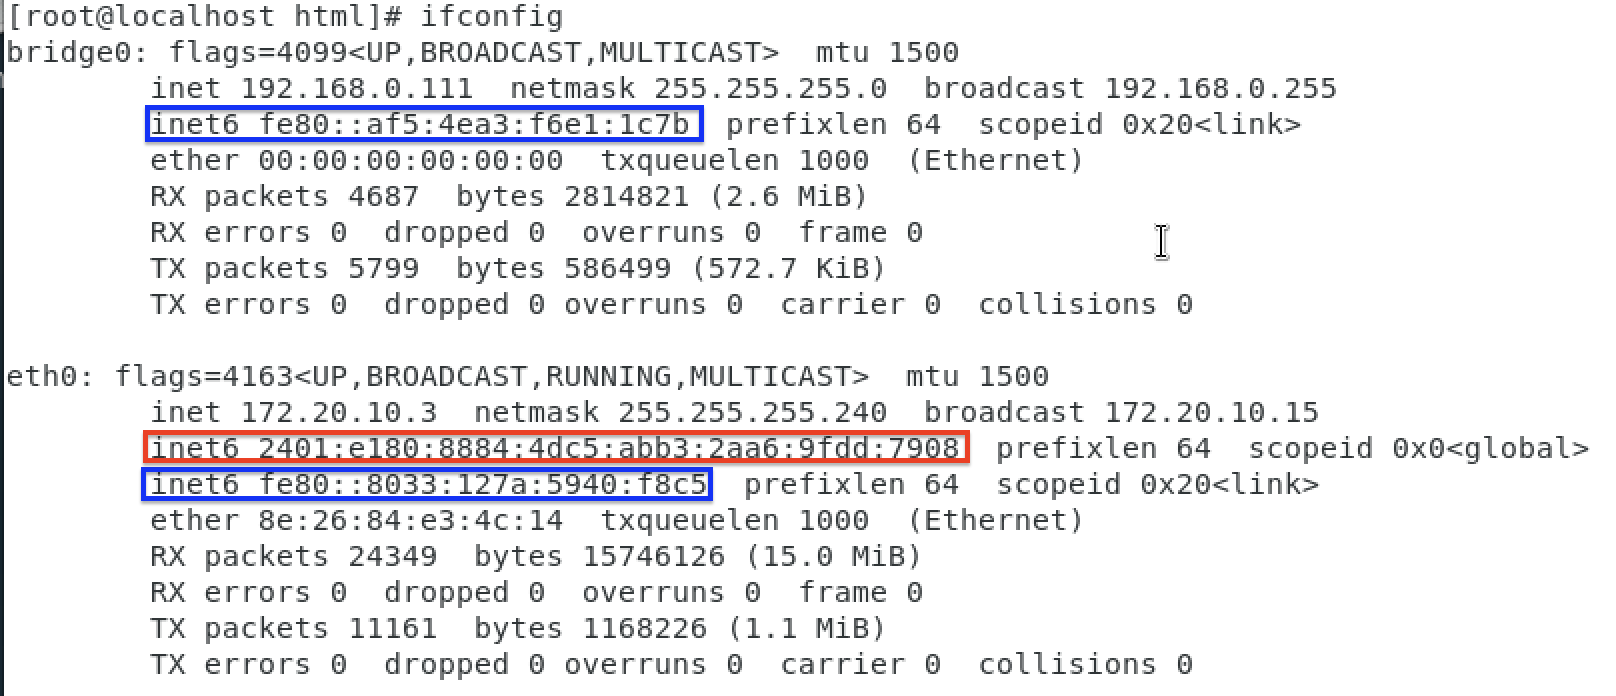 [root@localhost html]# ifconfig
bridge0: flags=4099<UP,BROADCAST,MULTICAST>  mtu 1500
        inet 192.168.0.111  netmask 255.255.255.0  broadcast 192.168.0.255
        inet6 fe80::af5:4ea3:f6e1:1c7b  prefixlen 64  scopeid 0x20<link>
        ether 00:00:00:00:00:00  txqueuelen 1000  (Ethernet)
        RX packets 4687  bytes 2814821 (2.6 MiB)
        RX errors 0  dropped 0  overruns 0  frame 0
        TX packets 5799  bytes 586499 (572.7 KiB)
        TX errors 0  dropped 0 overruns 0  carrier 0  collisions 0

eth0: flags=4163<UP,BROADCAST,RUNNING,MULTICAST>  mtu 1500
        inet 172.20.10.3  netmask 255.255.255.240  broadcast 172.20.10.15
        inet6 2401:e180:8884:4dc5:abb3:2aa6:9fdd:7908  prefixlen 64  scopeid 0x0<global>
        inet6 fe80::8033:127a:5940:f8c5  prefixlen 64  scopeid 0x20<link>
        ether 8e:26:84:e3:4c:14  txqueuelen 1000  (Ethernet)
        RX packets 24349  bytes 15746126 (15.0 MiB)
        RX errors 0  dropped 0  overruns 0  frame 0
        TX packets 11161  bytes 1168226 (1.1 MiB)
        TX errors 0  dropped 0 overruns 0  carrier 0  collisions 0